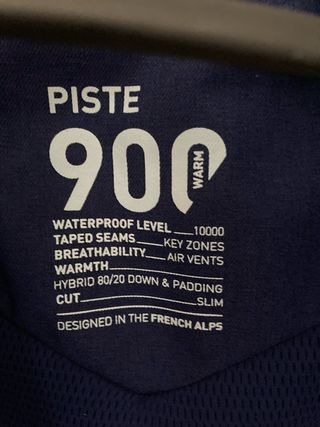 PISTE
900 WARM
WATERPROOF LEVEL 10000
TAPED SEAMS KEY ZONES
BREATHABILITY AIR VENTS
WARMTH
HYBRID 80/20 DOWN & PADDING
CUT SLIM
DESIGNED IN THE FRENCH ALPS